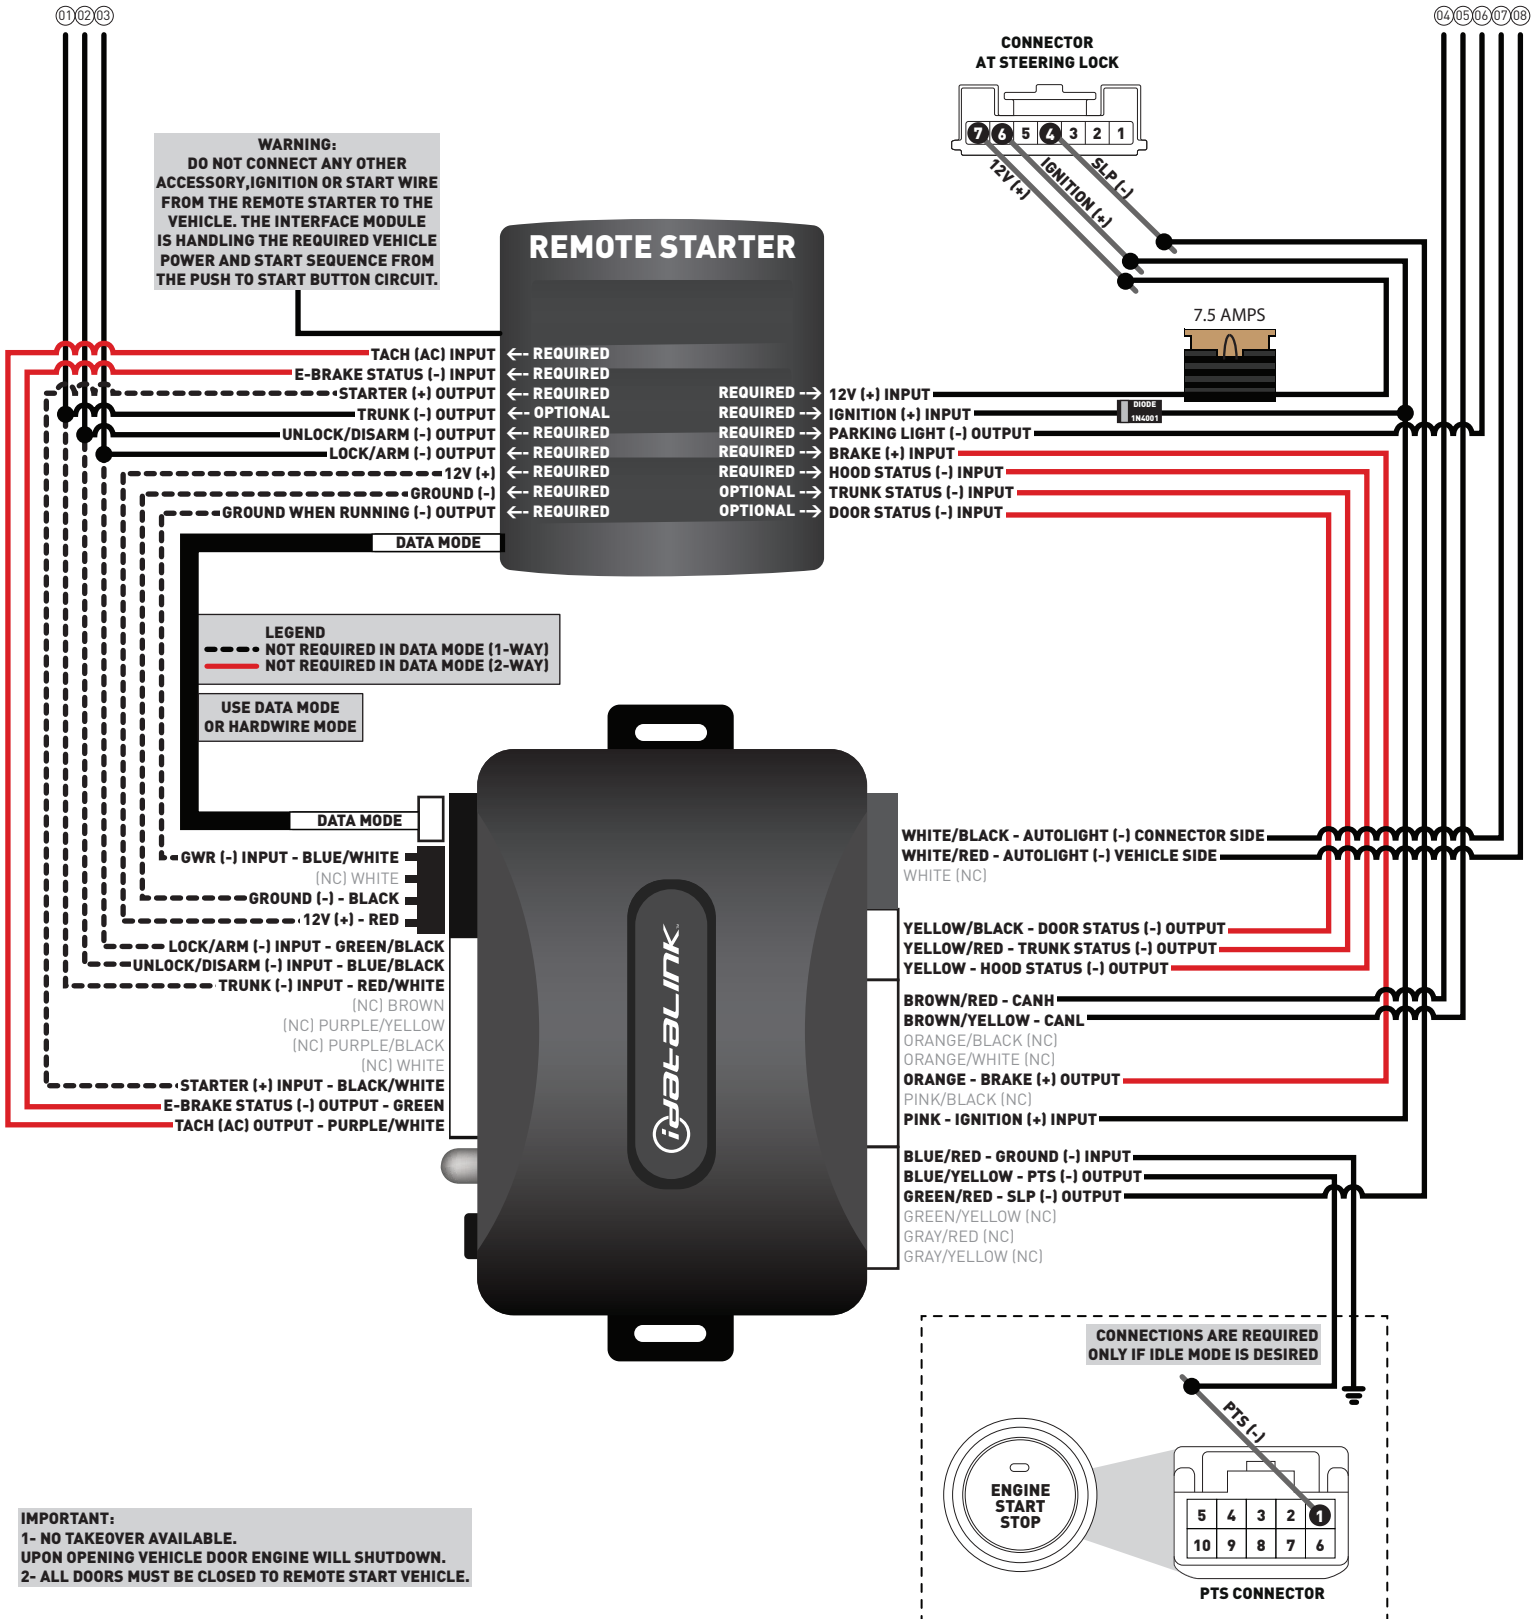 01 02 03
04 05 06 07 08
CONNECTOR
AT STEERING LOCK
7 6 5 4 3 2 1
12V (+)
IGNITION (+)
SLP (-)
WARNING:
DO NOT CONNECT ANY OTHER
ACCESSORY,IGNITION OR START WIRE
FROM THE REMOTE STARTER TO THE
VEHICLE. THE INTERFACE MODULE
IS HANDLING THE REQUIRED VEHICLE
POWER AND START SEQUENCE FROM
THE PUSH TO START BUTTON CIRCUIT.
REMOTE STARTER
7.5 AMPS
DIODE
1N4001
TACH (AC) INPUT ←-- REQUIRED
E-BRAKE STATUS (-) INPUT ←-- REQUIRED
STARTER (+) OUTPUT ←-- REQUIRED
TRUNK (-) OUTPUT ←-- OPTIONAL
UNLOCK/DISARM (-) OUTPUT ←-- REQUIRED
LOCK/ARM (-) OUTPUT ←-- REQUIRED
12V (+) ←-- REQUIRED
GROUND (-) ←-- REQUIRED
GROUND WHEN RUNNING (-) OUTPUT ←-- REQUIRED
REQUIRED --→ 12V (+) INPUT
REQUIRED --→ IGNITION (+) INPUT
REQUIRED --→ PARKING LIGHT (-) OUTPUT
REQUIRED --→ BRAKE (+) INPUT
REQUIRED --→ HOOD STATUS (-) INPUT
OPTIONAL --→ TRUNK STATUS (-) INPUT
OPTIONAL --→ DOOR STATUS (-) INPUT
DATA MODE
LEGEND
NOT REQUIRED IN DATA MODE (1-WAY)
NOT REQUIRED IN DATA MODE (2-WAY)
USE DATA MODE
OR HARDWIRE MODE
DATA MODE
GWR (-) INPUT - BLUE/WHITE
(NC) WHITE
GROUND (-) - BLACK
12V (+) - RED
LOCK/ARM (-) INPUT - GREEN/BLACK
UNLOCK/DISARM (-) INPUT - BLUE/BLACK
TRUNK (-) INPUT - RED/WHITE
(NC) BROWN
(NC) PURPLE/YELLOW
(NC) PURPLE/BLACK
(NC) WHITE
STARTER (+) INPUT - BLACK/WHITE
E-BRAKE STATUS (-) OUTPUT - GREEN
TACH (AC) OUTPUT - PURPLE/WHITE
idatalink
WHITE/BLACK - AUTOLIGHT (-) CONNECTOR SIDE
WHITE/RED - AUTOLIGHT (-) VEHICLE SIDE
WHITE (NC)
YELLOW/BLACK - DOOR STATUS (-) OUTPUT
YELLOW/RED - TRUNK STATUS (-) OUTPUT
YELLOW - HOOD STATUS (-) OUTPUT
BROWN/RED - CANH
BROWN/YELLOW - CANL
ORANGE/BLACK (NC)
ORANGE/WHITE (NC)
ORANGE - BRAKE (+) OUTPUT
PINK/BLACK (NC)
PINK - IGNITION (+) INPUT
BLUE/RED - GROUND (-) INPUT
BLUE/YELLOW - PTS (-) OUTPUT
GREEN/RED - SLP (-) OUTPUT
GREEN/YELLOW (NC)
GRAY/RED (NC)
GRAY/YELLOW (NC)
CONNECTIONS ARE REQUIRED
ONLY IF IDLE MODE IS DESIRED
PTS (-)
ENGINE
START
STOP
5 4 3 2 1
10 9 8 7 6
PTS CONNECTOR
IMPORTANT:
1- NO TAKEOVER AVAILABLE.
UPON OPENING VEHICLE DOOR ENGINE WILL SHUTDOWN.
2- ALL DOORS MUST BE CLOSED TO REMOTE START VEHICLE.